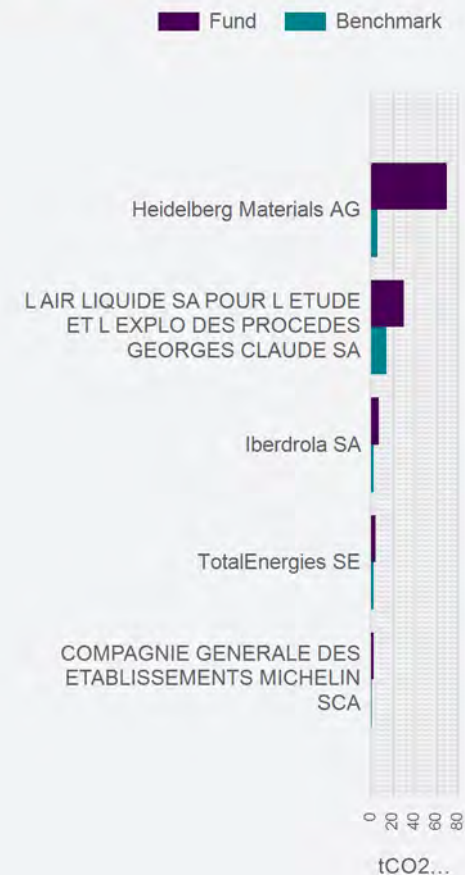 Fund Benchmark
Heidelberg Materials AG
L AIR LIQUIDE SA POUR L ETUDE
ET L EXPLO DES PROCEDES
GEORGES CLAUDE SA
Iberdrola SA
TotalEnergies SE
COMPAGNIE GENERALE DES
ETABLISSEMENTS MICHELIN
SCA
0 20 40 60 80
tCO2...